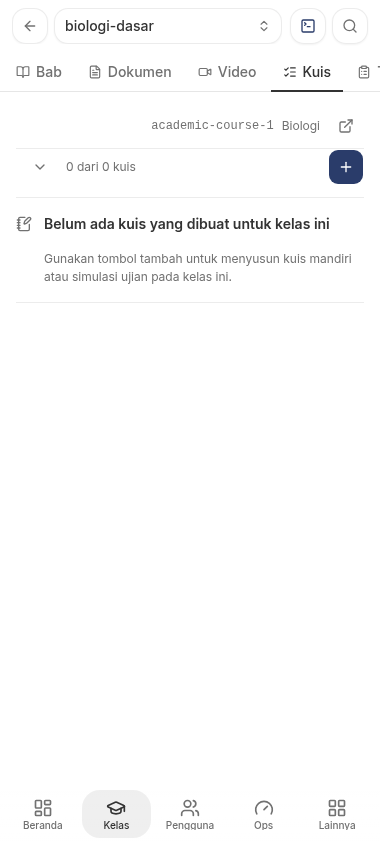 biologi-dasar
Bab
Dokumen
Video
Kuis
academic-course-1 Biologi
0 dari 0 kuis
Belum ada kuis yang dibuat untuk kelas ini
Gunakan tombol tambah untuk menyusun kuis mandiri
atau simulasi ujian pada kelas ini.
Beranda
Kelas
Pengguna
Ops
Lainnya